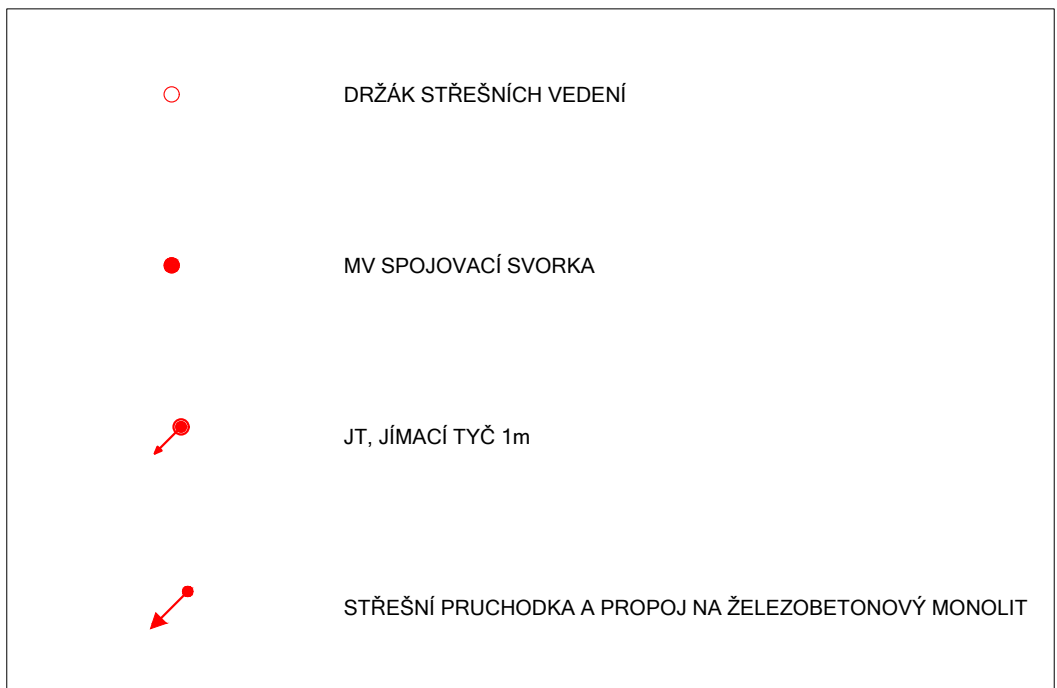 DRŽÁK STŘEŠNÍCH VEDENÍ
MV SPOJOVACÍ SVORKA
JT, JÍMACÍ TYČ 1m
STŘEŠNÍ PRUCHODKA A PROPOJ NA ŽELEZOBETONOVÝ MONOLIT